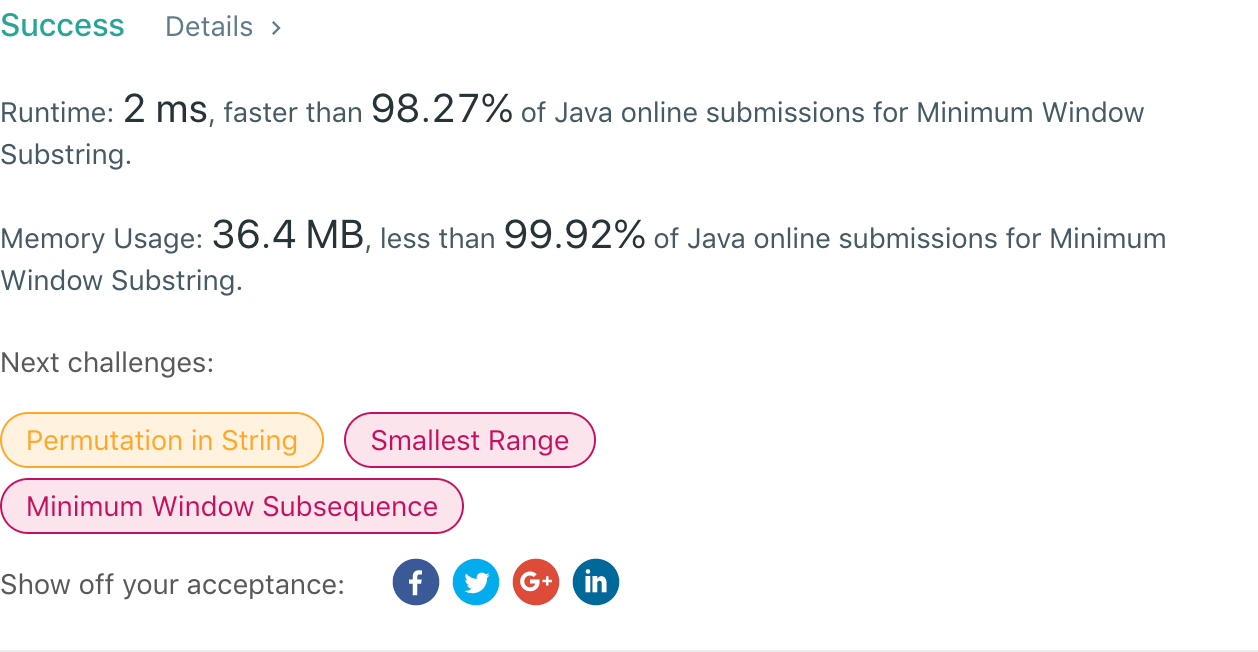 Success Details >
Runtime: 2 ms, faster than 98.27% of Java online submissions for Minimum Window
Substring.
Memory Usage: 36.4 MB, less than 99.92% of Java online submissions for Minimum
Window Substring.
Next challenges:
Permutation in String Smallest Range
Minimum Window Subsequence
Show off your acceptance: f G+ in